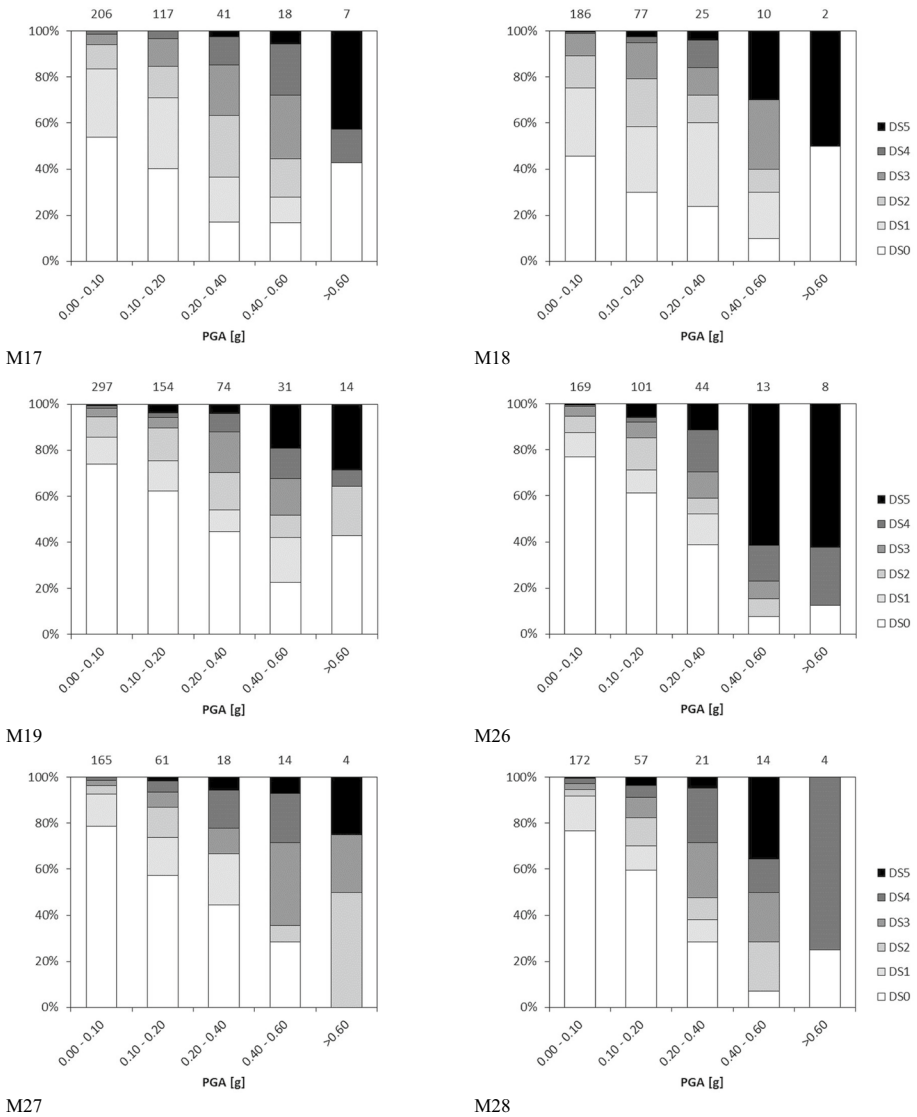 206 117 41 18 7
100%
80%
60%
40%
20%
0%
0.00 - 0.10 0.10 - 0.20 0.20 - 0.40 0.40 - 0.60 >0.60
PGA [g]
M17
186 77 25 10 2
100%
80%
60%
40%
20%
0%
0.00 - 0.10 0.10 - 0.20 0.20 - 0.40 0.40 - 0.60 >0.60
PGA [g]
DS5
DS4
DS3
DS2
DS1
DS0
M18
297 154 74 31 14
100%
80%
60%
40%
20%
0%
0.00 - 0.10 0.10 - 0.20 0.20 - 0.40 0.40 - 0.60 >0.60
PGA [g]
M19
169 101 44 13 8
100%
80%
60%
40%
20%
0%
0.00 - 0.10 0.10 - 0.20 0.20 - 0.40 0.40 - 0.60 >0.60
PGA [g]
DS5
DS4
DS3
DS2
DS1
DS0
M26
165 61 18 14 4
100%
80%
60%
40%
20%
0%
0.00 - 0.10 0.10 - 0.20 0.20 - 0.40 0.40 - 0.60 >0.60
PGA [g]
M27
172 57 21 14 4
100%
80%
60%
40%
20%
0%
0.00 - 0.10 0.10 - 0.20 0.20 - 0.40 0.40 - 0.60 >0.60
PGA [g]
DS5
DS4
DS3
DS2
DS1
DS0
M28